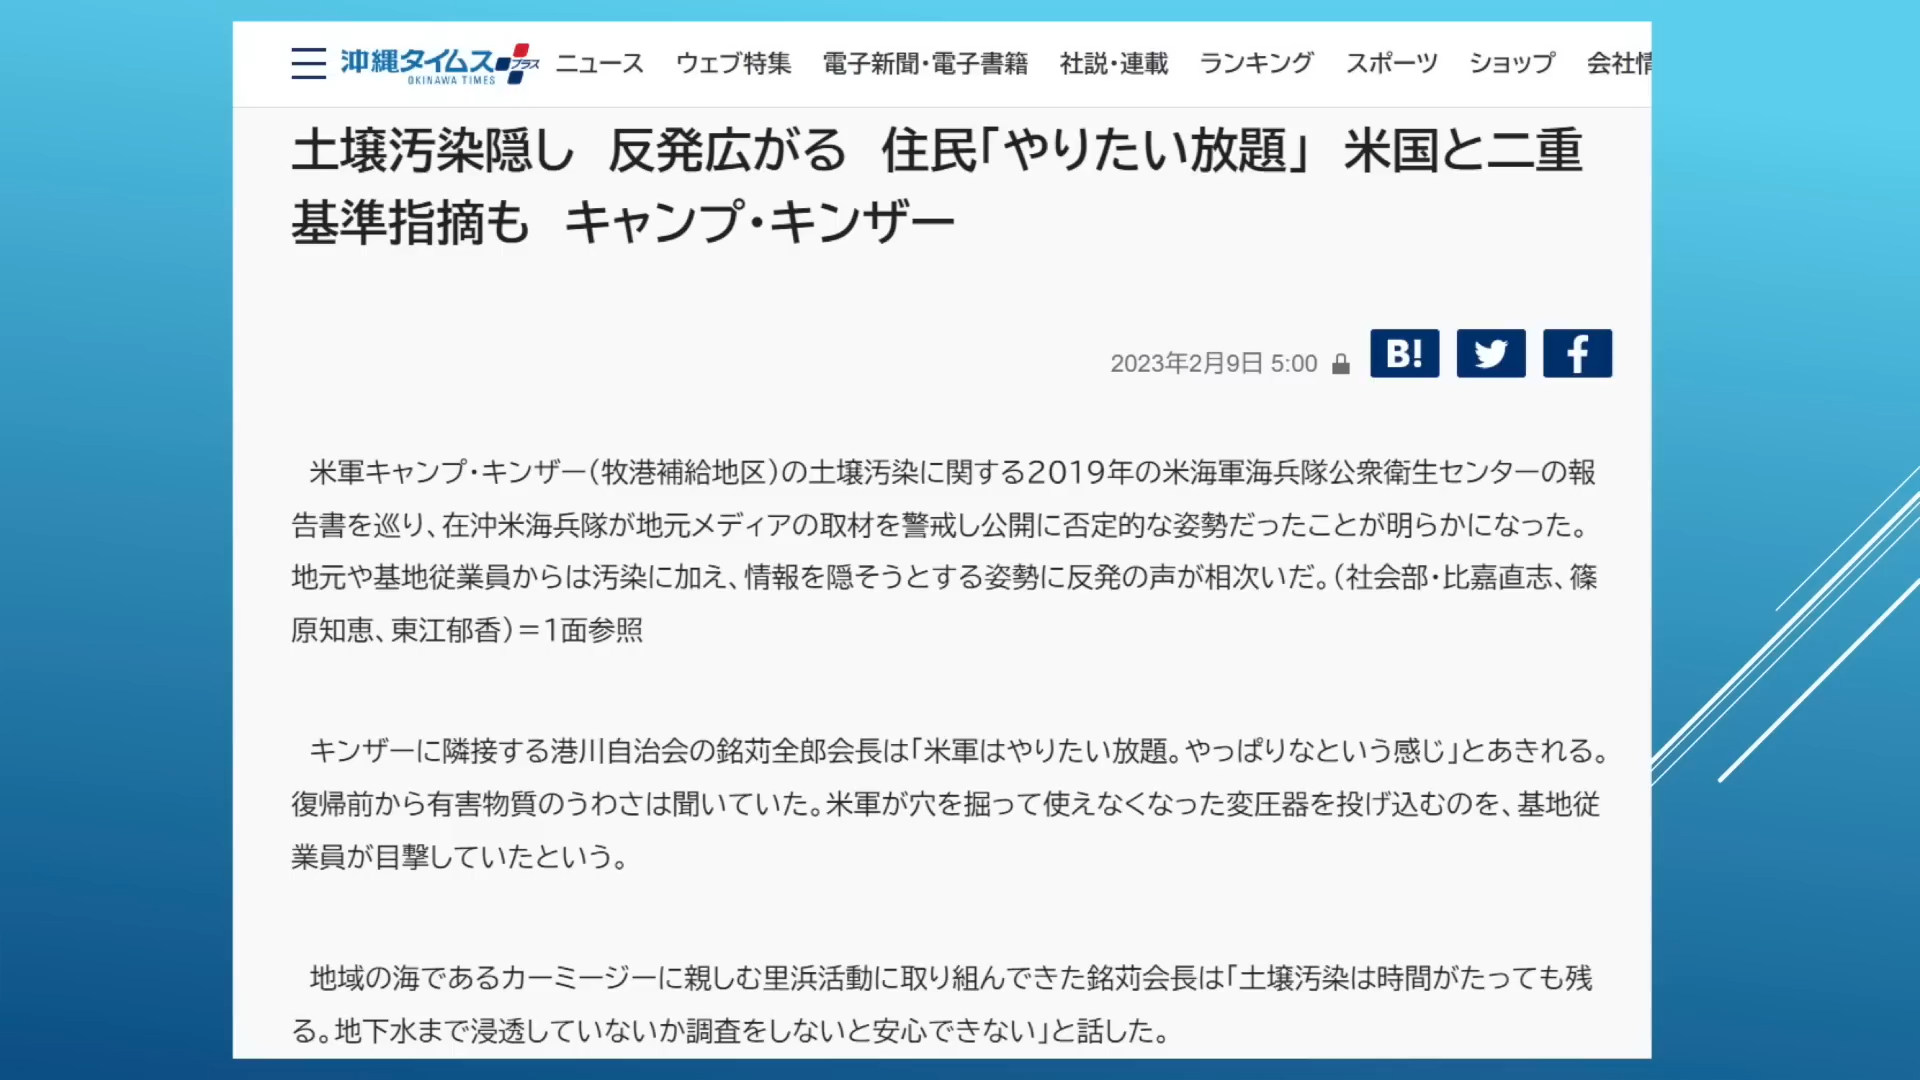 沖縄タイムス プラス ニュース ウェブ特集 電子新聞・電子書籍 社説・連載 ランキング スポーツ ショップ 会社情
OKINAWA TIMES
土壌汚染隠し　反発広がる　住民「やりたい放題」　米国と二重
基準指摘も　キャンプ・キンザー
2023年2月9日 5:00 B!
米軍キャンプ・キンザー（牧港補給地区）の土壌汚染に関する2019年の米海軍海兵隊公衆衛生センターの報
告書を巡り、在沖米海兵隊が地元メディアの取材を警戒し公開に否定的な姿勢だったことが明らかになった。
地元や基地従業員からは汚染に加え、情報を隠そうとする姿勢に反発の声が相次いだ。（社会部・比嘉直志、篠
原知恵、東江郁香）＝1面参照
キンザーに隣接する港川自治会の銘苅全郎会長は「米軍はやりたい放題。やっぱりなという感じ」とあきれる。
復帰前から有害物質のうわさは聞いていた。米軍が穴を掘って使えなくなった変圧器を投げ込むのを、基地従
業員が目撃していたという。
地域の海であるカーミージーに親しむ里浜活動に取り組んできた銘苅会長は「土壌汚染は時間がたっても残
る。地下水まで浸透していないか調査をしないと安心できない」と話した。